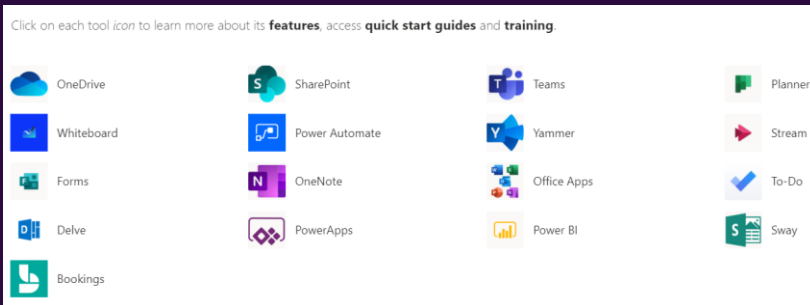 Click on each tool icon to learn more about its features, access quick start guides and training.
OneDrive SharePoint Teams Planner
Whiteboard Power Automate Yammer Stream
Forms OneNote Office Apps To-Do
Delve PowerApps Power BI Sway
Bookings